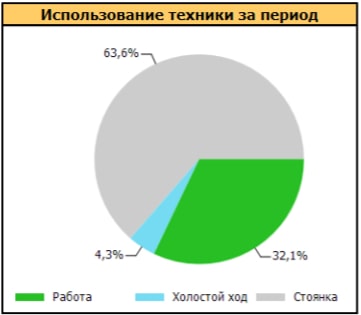 Использование техники за период
63,6%
4,3%
32,1%
Работа Холостой ход Стоянка